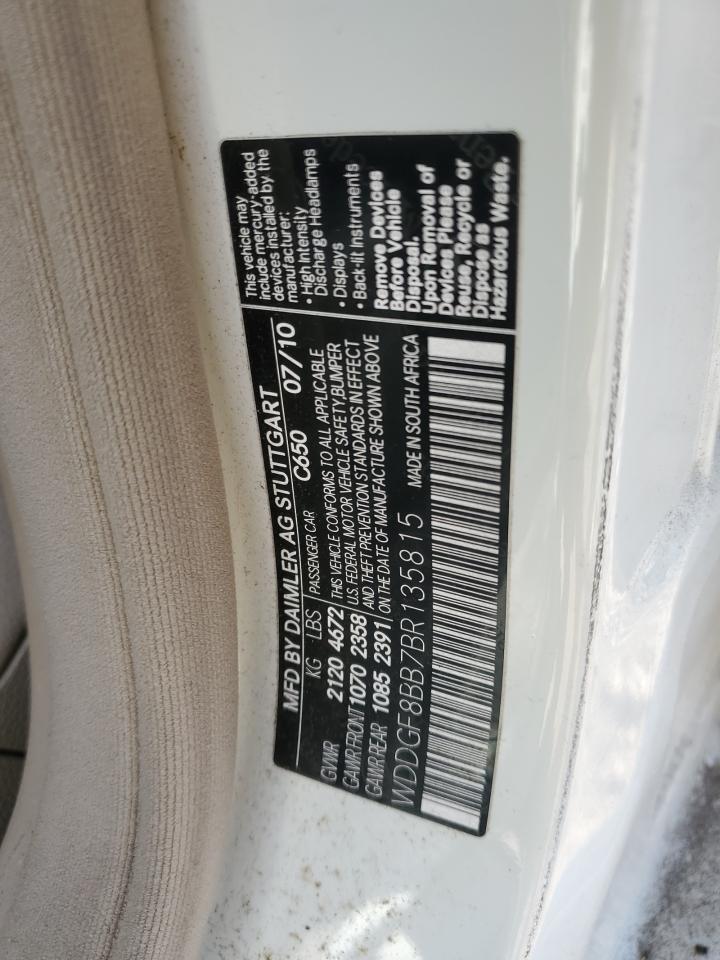 MFD BY DAIMLER AG STUTTGART
KG LBS PASSENGER CAR C650 07/10
GVWR 2120 4672 THIS VEHICLE CONFORMS TO ALL APPLICABLE
GAWR FRONT 1070 2358 U.S. FEDERAL MOTOR VEHICLE SAFETY,BUMPER
GAWR REAR 1085 2391 AND THEFT PREVENTION STANDARDS IN EFFECT
ON THE DATE OF MANUFACTURE SHOWN ABOVE
WDDGF8BB7BR135815 MADE IN SOUTH AFRICA
This vehicle may
include mercury-added
devices installed by the
manufacturer:
• High Intensity
Discharge Headlamps
• Displays
• Back-lit Instruments
Remove Devices
Before Vehicle
Disposal.
Upon Removal of
Devices Please
Reuse, Recycle or
Dispose as
Hazardous Waste.